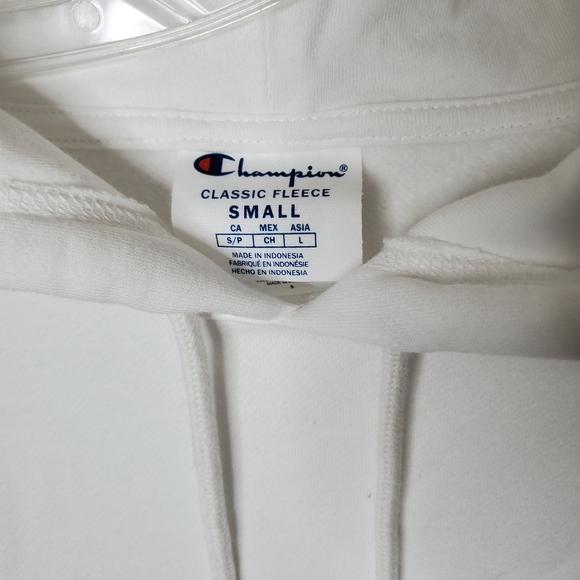 Champion®
CLASSIC FLEECE
SMALL
CA MEX ASIA
S/P CH L
MADE IN INDONESIA
FABRIQUÉ EN INDONÉSIE
HECHO EN INDONESIA